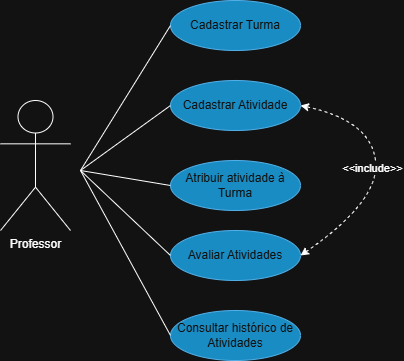 Cadastrar Turma
Cadastrar Atividade
<<include>>
Atribuir atividade à
Turma
Professor
Avaliar Atividades
Consultar histórico de
Atividades